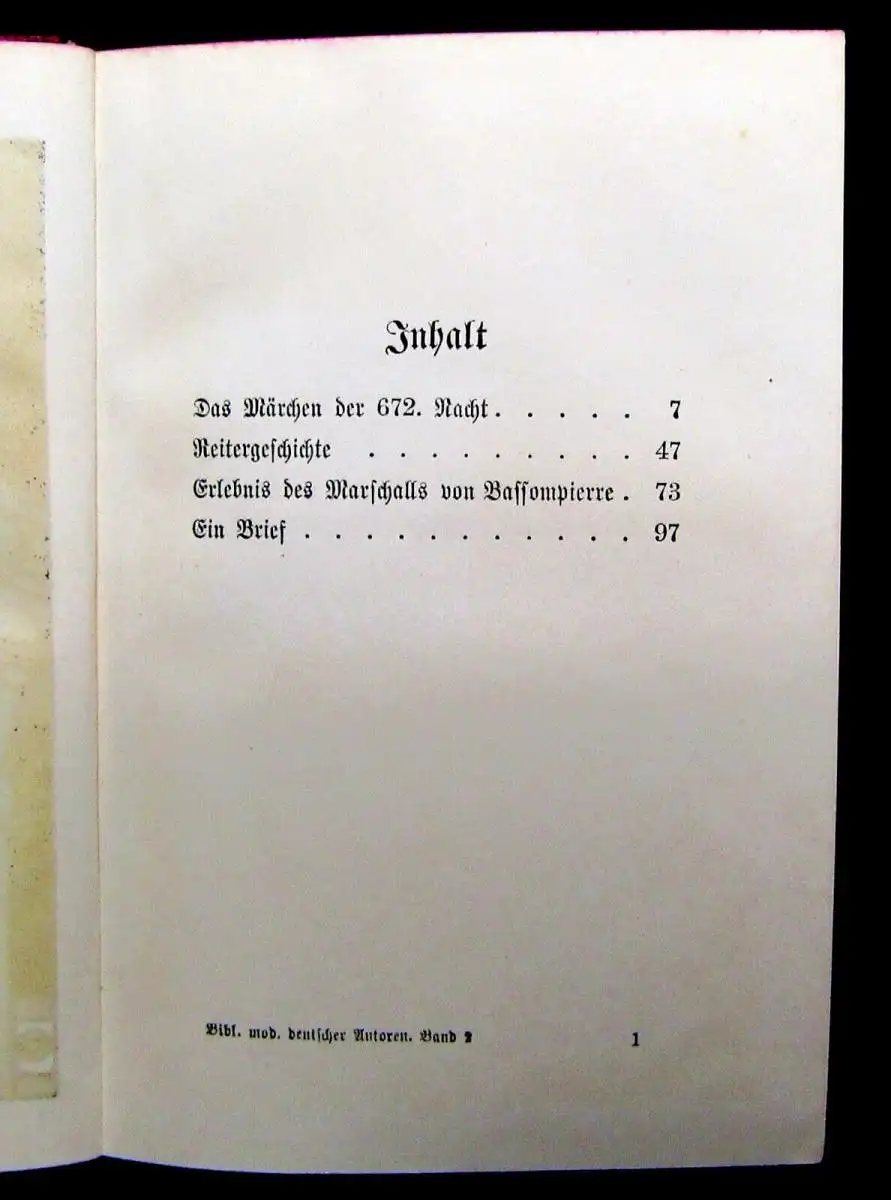 Inhalt
Das Märchen der 672. Nacht . . . . . 7
Reitergeschichte . . . . . . . . . 47
Erlebnis des Marschalls von Bassompierre . 73
Ein Brief . . . . . . . . . . . 97
Bibl. mod. deutscher Autoren. Band 2 1